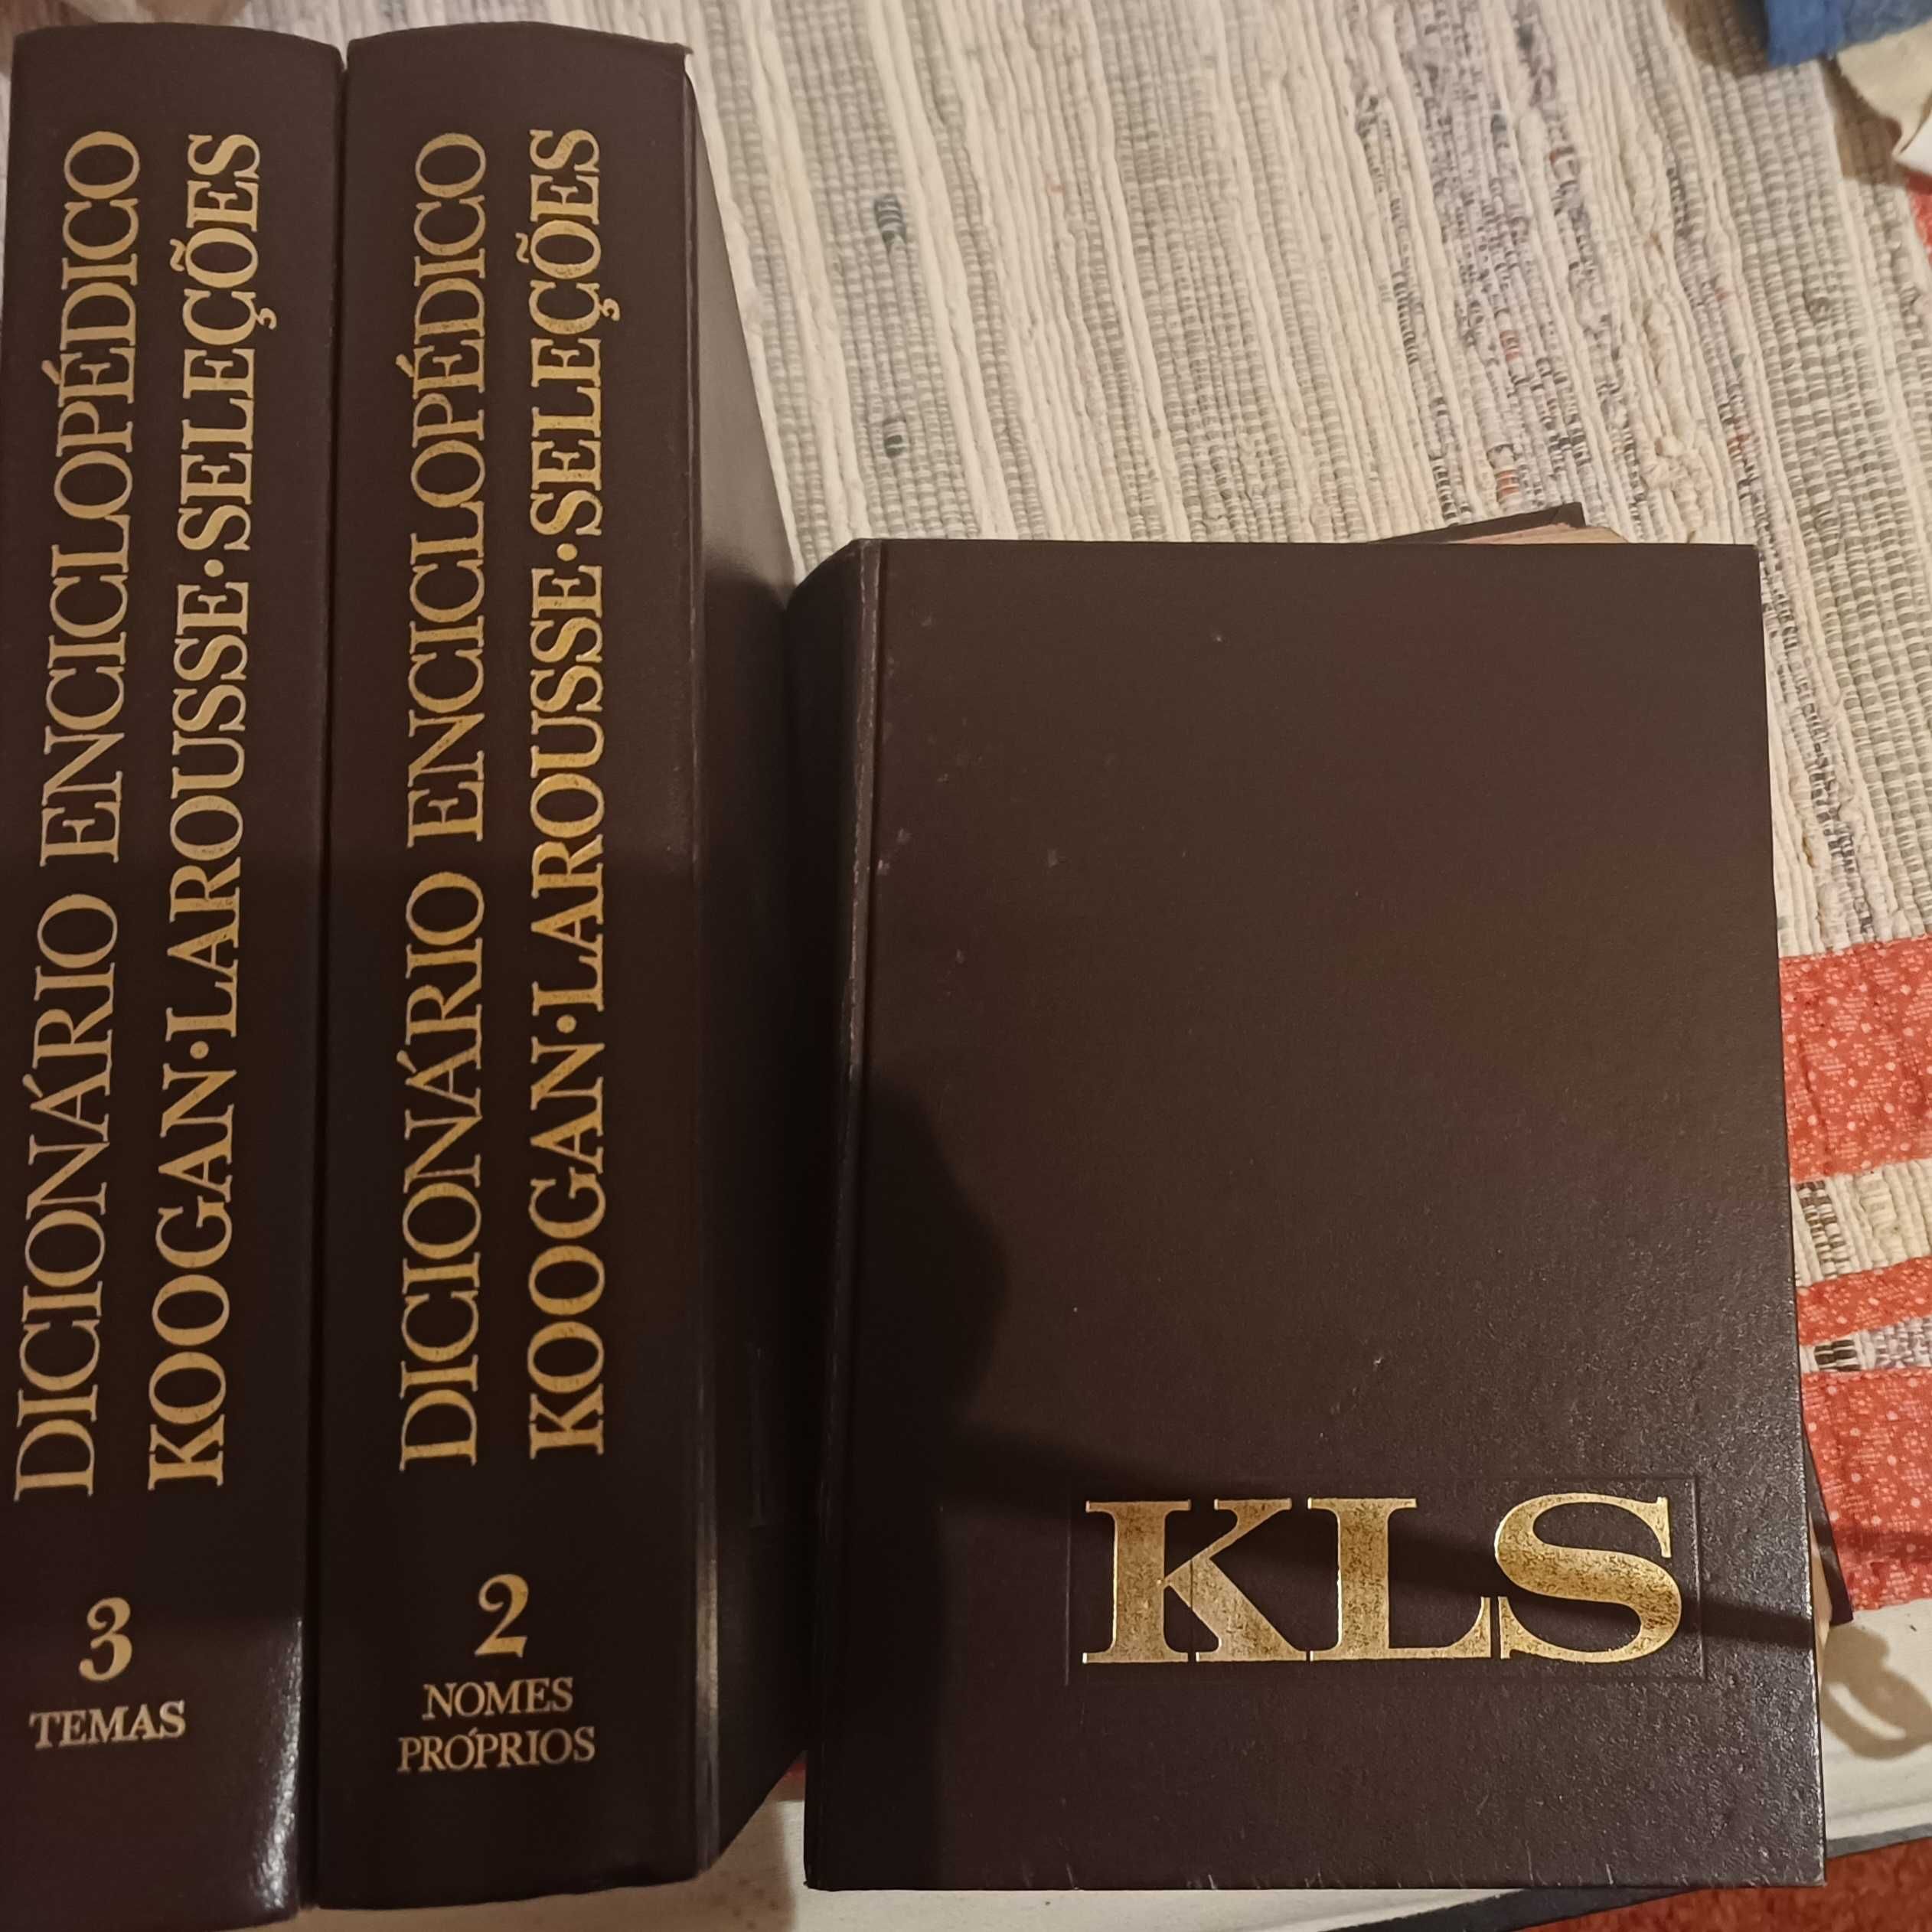 DICIONÁRIO ENCICLOPÉDICO
KOOGAN•LAROUSSE•SELEÇÕES
3
TEMAS
DICIONÁRIO ENCICLOPÉDICO
KOOGAN•LAROUSSE•SELEÇÕES
2
NOMES
PRÓPRIOS
KLS